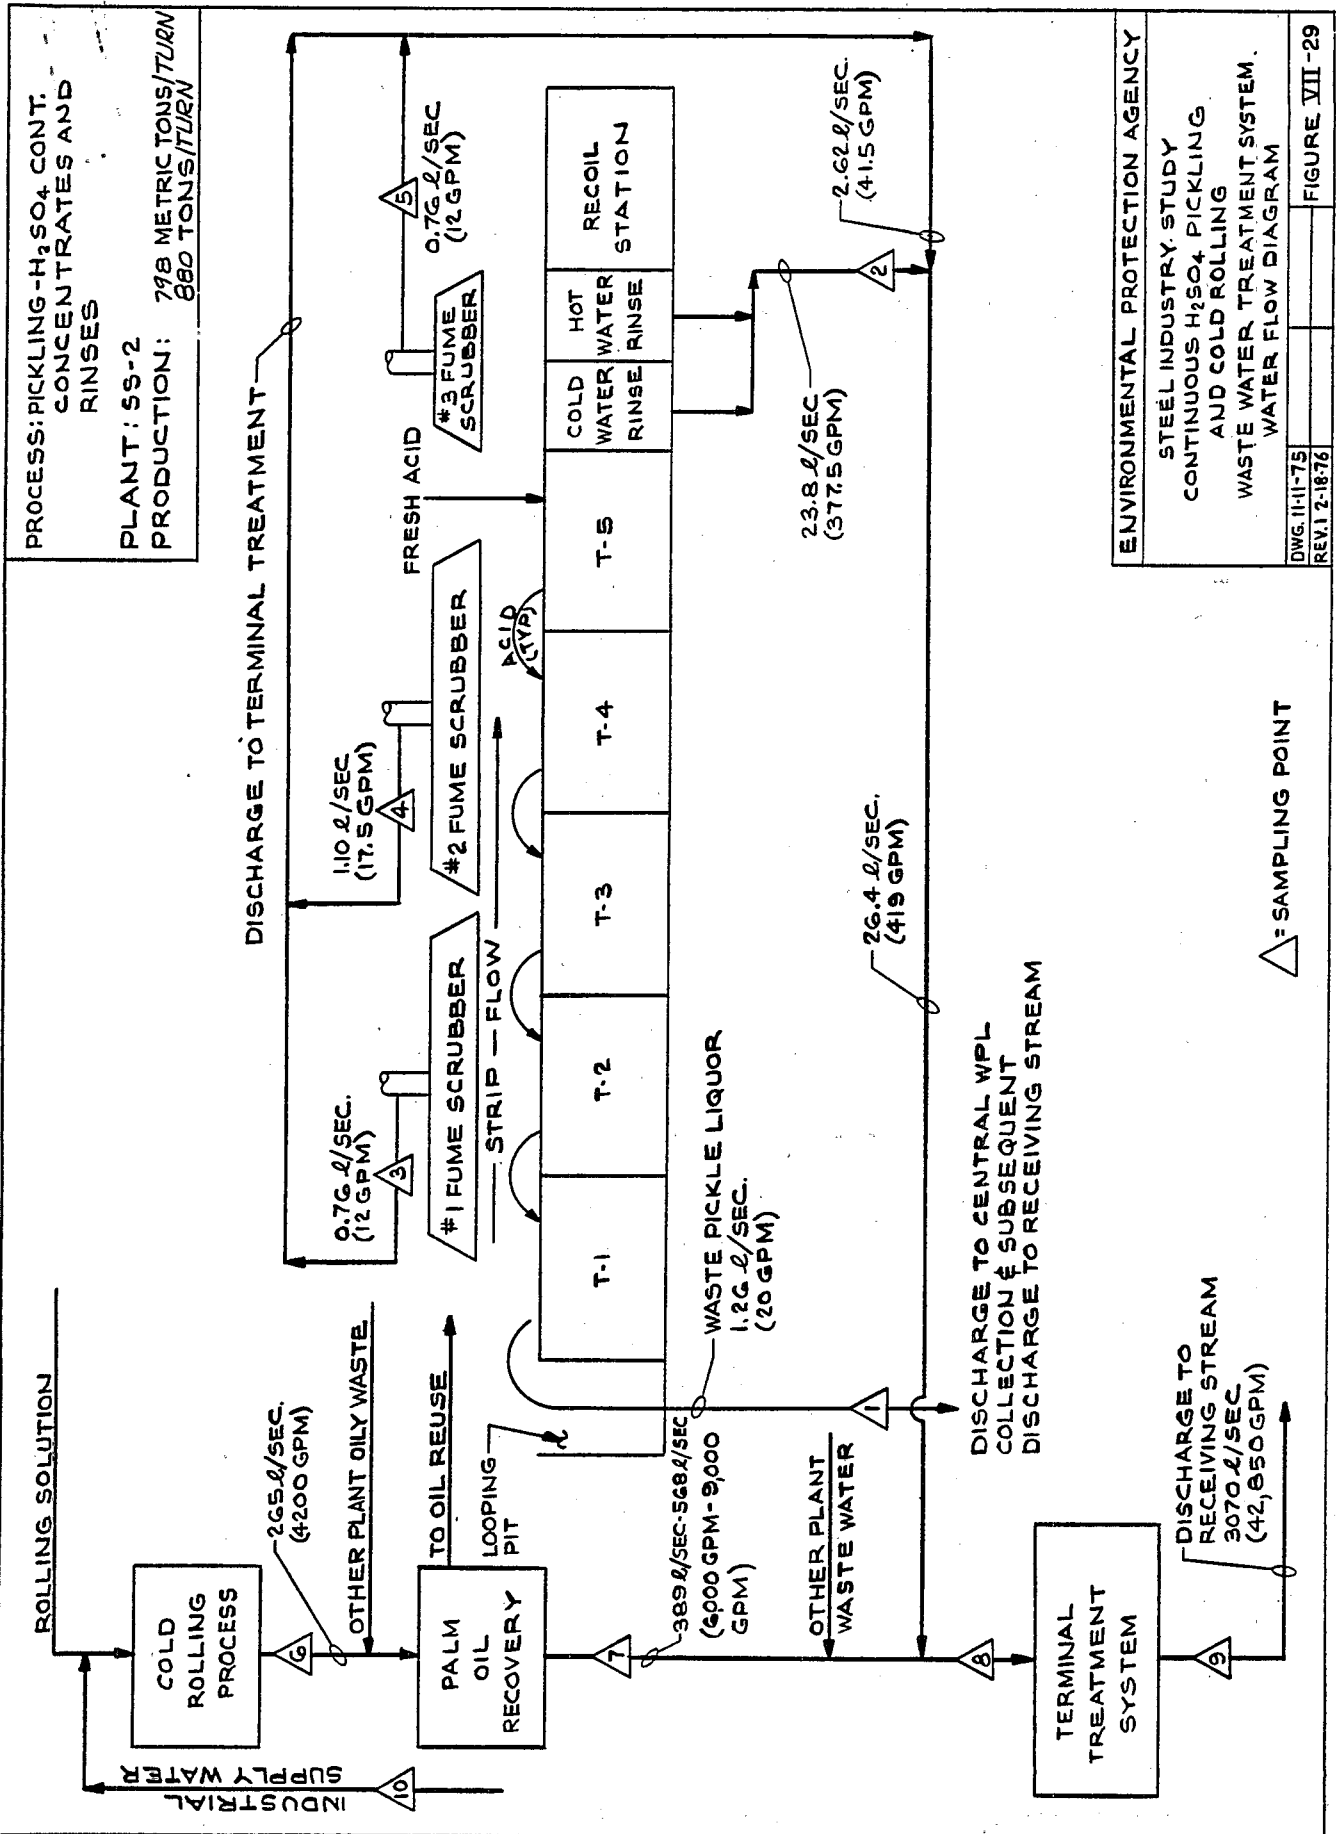 PROCESS: PICKLING-H₂SO₄ CONT.
CONCENTRATES AND
RINSES
PLANT: SS-2
PRODUCTION: 798 METRIC TONS/TURN
880 TONS/TURN
DISCHARGE TO TERMINAL TREATMENT
0.76 ℓ/SEC.
(12 GPM)
3
1.10 ℓ/SEC
(17.5 GPM)
4
0.76 ℓ/SEC
(12 GPM)
5
#1 FUME SCRUBBER
#2 FUME SCRUBBER
#3 FUME
SCRUBBER
STRIP — FLOW
FRESH ACID
ACID
(TYP)
T-1
T-2
T-3
T-4
T-5
COLD
WATER
RINSE
HOT
WATER
RINSE
RECOIL
STATION
ROLLING SOLUTION
INDUSTRIAL
SUPPLY WATER
10
COLD
ROLLING
PROCESS
6
265 ℓ/SEC.
(4200 GPM)
OTHER PLANT OILY WASTE
PALM
OIL
RECOVERY
TO OIL REUSE
LOOPING
PIT
7
389 ℓ/SEC-568 ℓ/SEC
(6000 GPM-9,000
GPM)
WASTE PICKLE LIQUOR
1.26 ℓ/SEC.
(20 GPM)
1
OTHER PLANT
WASTE WATER
23.8 ℓ/SEC
(377.5 GPM)
2
2.62 ℓ/SEC.
(41.5 GPM)
26.4 ℓ/SEC.
(419 GPM)
DISCHARGE TO CENTRAL WPL
COLLECTION & SUBSEQUENT
DISCHARGE TO RECEIVING STREAM
8
TERMINAL
TREATMENT
SYSTEM
9
DISCHARGE TO
RECEIVING STREAM
3070 ℓ/SEC
(42,850 GPM)
= SAMPLING POINT
ENVIRONMENTAL PROTECTION AGENCY
STEEL INDUSTRY STUDY
CONTINUOUS H₂SO₄ PICKLING
AND COLD ROLLING
WASTE WATER TREATMENT SYSTEM.
WATER FLOW DIAGRAM
DWG. 11-11-75
REV. 1 2-18-76
FIGURE VII-29